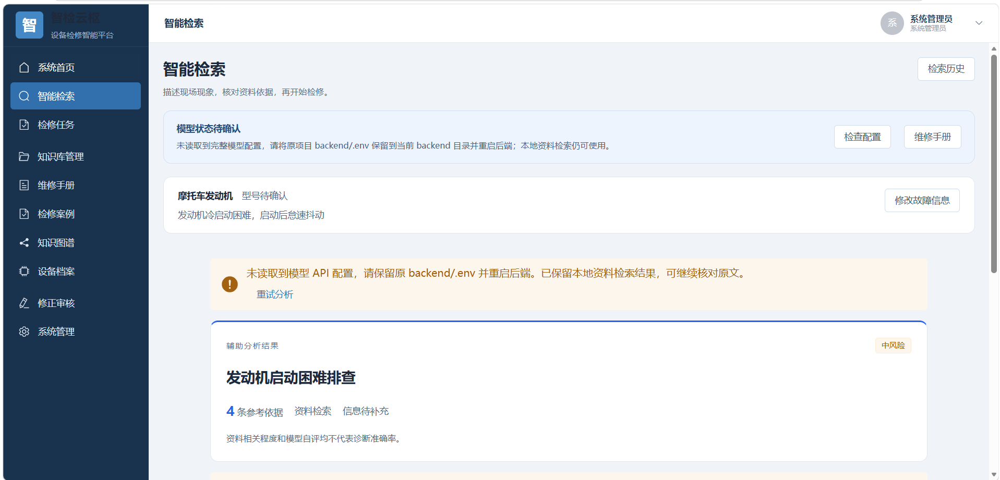 智
智检云枢
设备检修智能平台
系统首页
智能检索
检修任务
知识库管理
维修手册
检修案例
知识图谱
设备档案
修正审核
系统管理
智能检索
系
系统管理员
系统管理员
智能检索
检索历史
描述现场现象，核对资料依据，再开始检修。
模型状态待确认
未读取到完整模型配置，请将原项目 backend/.env 保留到当前 backend 目录并重启后端；本地资料检索仍可使用。
检查配置
维修手册
摩托车发动机 型号待确认
发动机冷启动困难，启动后怠速抖动
修改故障信息
未读取到模型 API 配置，请保留原 backend/.env 并重启后端。已保留本地资料检索结果，可继续核对原文。
重试分析
辅助分析结果
中风险
发动机启动困难排查
4 条参考依据 资料检索 信息待补充
资料相关程度和模型自评均不代表诊断准确率。